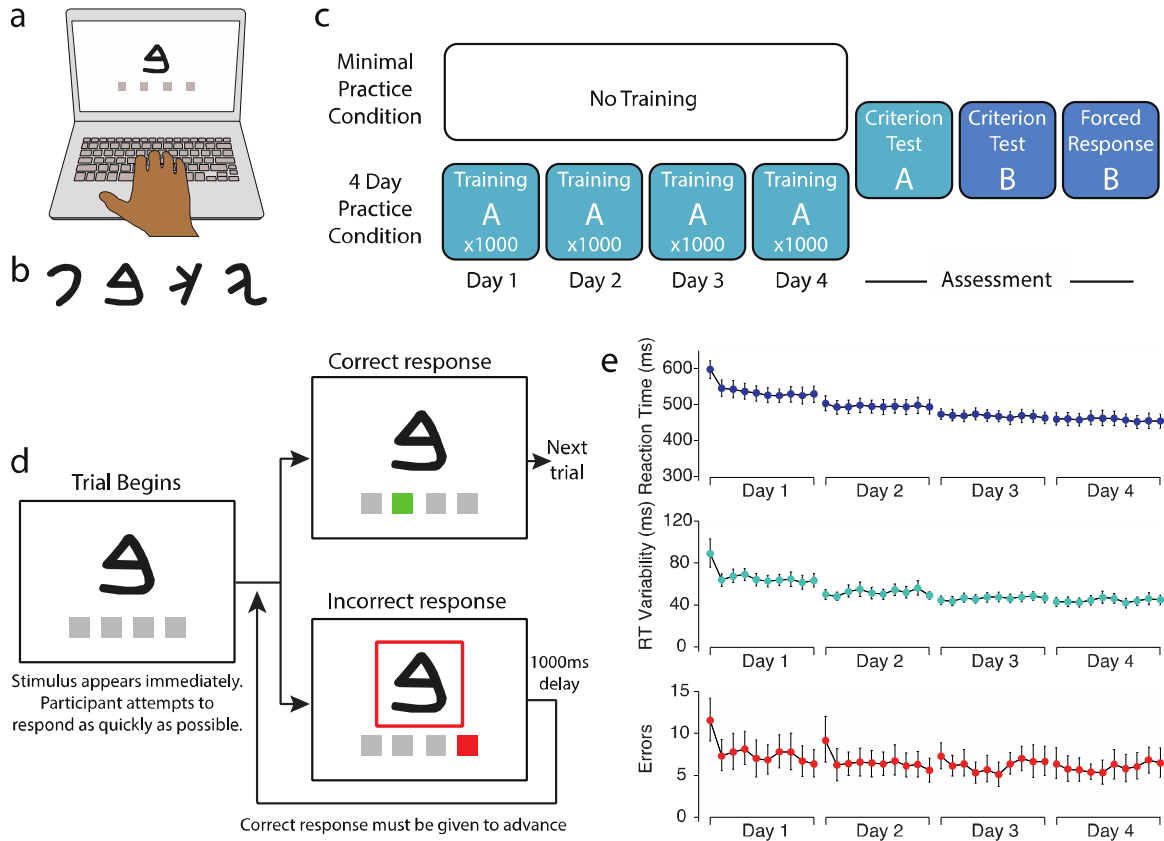 a
b
c
Minimal
Practice
Condition
No Training
4 Day
Practice
Condition
Training
A
x1000
Training
A
x1000
Training
A
x1000
Training
A
x1000
Day 1
Day 2
Day 3
Day 4
Criterion
Test
A
Criterion
Test
B
Forced
Response
B
Assessment
d
Trial Begins
Stimulus appears immediately.
Participant attempts to
respond as quickly as possible.
Correct response
Next
trial
Incorrect response
1000ms
delay
Correct response must be given to advance
e
Reaction Time (ms)
600
500
400
300
Day 1
Day 2
Day 3
Day 4
RT Variability (ms)
120
80
40
0
Day 1
Day 2
Day 3
Day 4
Errors
15
10
5
0
Day 1
Day 2
Day 3
Day 4